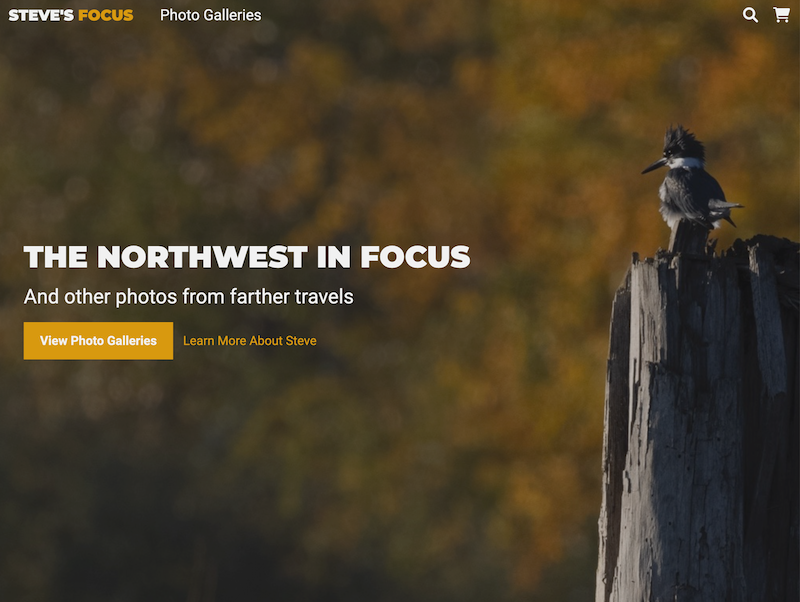 STEVE'S FOCUS
Photo Galleries
THE NORTHWEST IN FOCUS
And other photos from farther travels
View Photo Galleries
Learn More About Steve